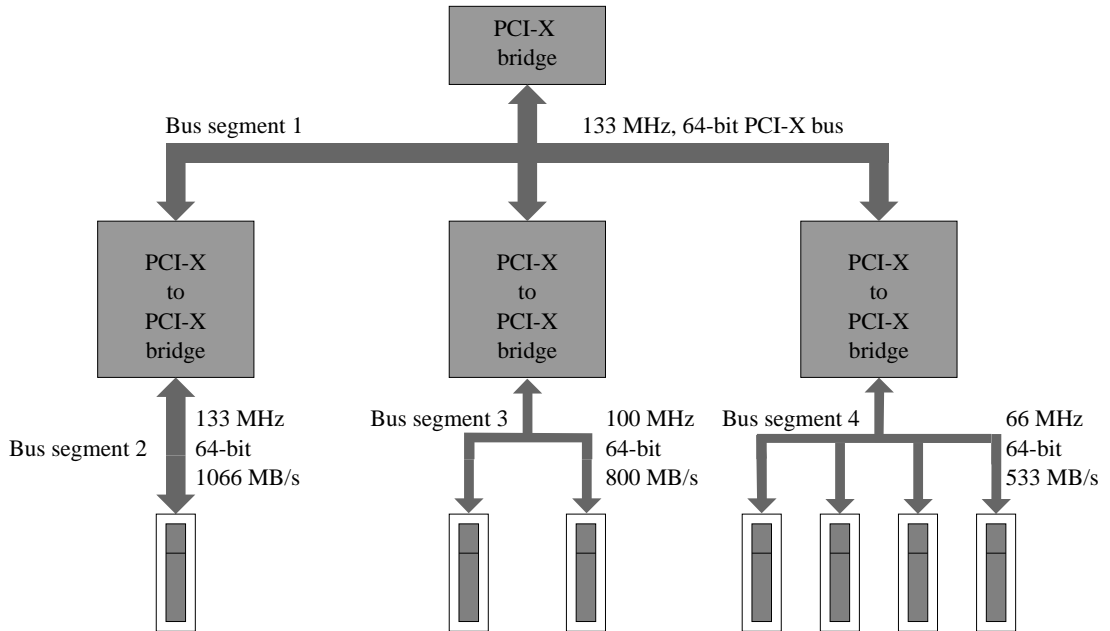 PCI-X
bridge
Bus segment 1
133 MHz, 64-bit PCI-X bus
PCI-X
to
PCI-X
bridge
PCI-X
to
PCI-X
bridge
PCI-X
to
PCI-X
bridge
Bus segment 2
133 MHz
64-bit
1066 MB/s
Bus segment 3
100 MHz
64-bit
800 MB/s
Bus segment 4
66 MHz
64-bit
533 MB/s